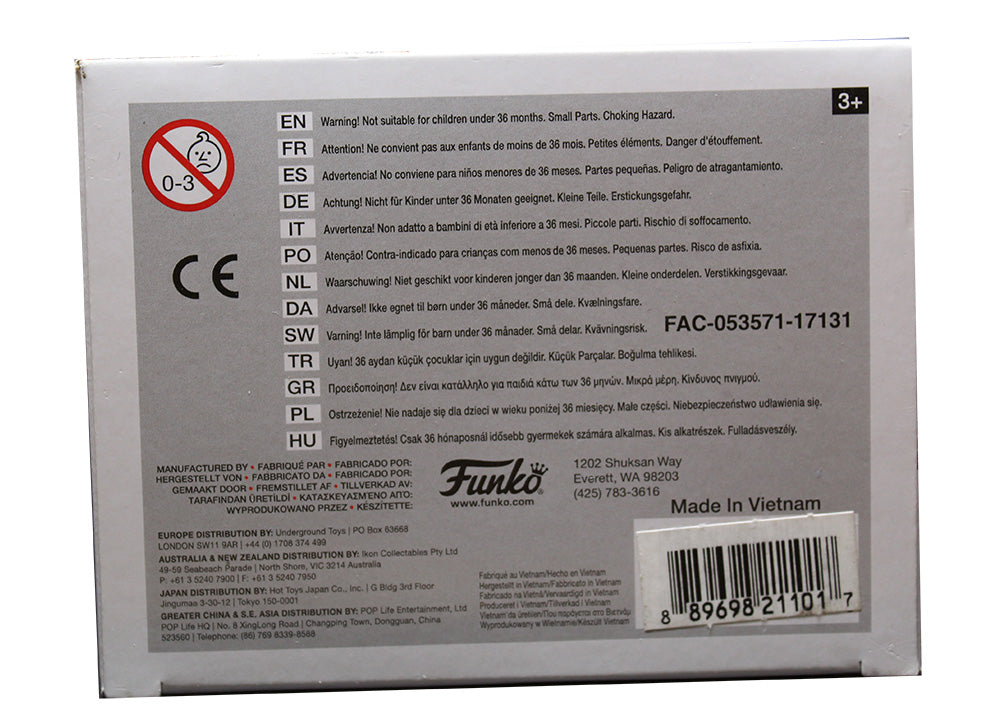 3+
0-3
CE
EN Warning! Not suitable for children under 36 months. Small Parts. Choking Hazard.
FR Attention! Ne convient pas aux enfants de moins de 36 mois. Petites éléments. Danger d'étouffement.
ES Advertencia! No conviene para niños menores de 36 meses. Partes pequeñas. Peligro de atragantamiento.
DE Achtung! Nicht für Kinder unter 36 Monaten geeignet. Kleine Teile. Erstickungsgefahr.
IT Avvertenza! Non adatto a bambini di età inferiore a 36 mesi. Piccole parti. Rischio di soffocamento.
PO Atenção! Contra-indicado para crianças com menos de 36 meses. Pequenas partes. Risco de asfixia.
NL Waarschuwing! Niet geschikt voor kinderen jonger dan 36 maanden. Kleine onderdelen. Verstikkingsgevaar.
DA Advarsel! Ikke egnet til børn under 36 måneder. Små dele. Kvælningsfare.
SW Varning! Inte lämplig för barn under 36 månader. Små delar. Kvävningsrisk.
FAC-053571-17131
TR Uyarı! 36 aydan küçük çocuklar için uygun değildir. Küçük Parçalar. Boğulma tehlikesi.
GR Προειδοποίηση! Δεν είναι κατάλληλο για παιδιά κάτω των 36 μηνών. Μικρά μέρη. Κίνδυνος πνιγμού.
PL Ostrzeżenie! Nie nadaje się dla dzieci w wieku poniżej 36 miesięcy. Małe części. Niebezpieczeństwo udławienia się.
HU Figyelmeztetés! Csak 36 hónaposnál idősebb gyermekek számára alkalmas. Kis alkatrészek. Fulladásveszély.
MANUFACTURED BY • FABRIQUÉ PAR • FABRICADO POR:
HERGESTELLT VON • FABBRICATO DA • FABRICADO POR:
GEMAAKT DOOR • FREMSTILLET AF • TILLVERKAD AV:
TARAFINDAN ÜRETİLDİ • ΚΑΤΑΣΚΕΥΑΣΜΕΝΟ ΑΠΟ:
WYPRODUKOWANO PRZEZ • KÉSZÍTETTE:
Funko
www.funko.com
1202 Shuksan Way
Everett, WA 98203
(425) 783-3616
Made In Vietnam
EUROPE DISTRIBUTION BY: Underground Toys | PO Box 63668
LONDON SW11 9AR | +44 (0) 1708 374 499
AUSTRALIA & NEW ZEALAND DISTRIBUTION BY: Ikon Collectables Pty Ltd
49-59 Seabeach Parade | North Shore, VIC 3214 Australia
P: +61 3 5240 7900 | F: +61 3 5240 7950
JAPAN DISTRIBUTION BY: Hot Toys Japan Co., Inc. | G Bldg 3rd Floor
Jingumae 3-30-12 | Tokyo 150-0001
GREATER CHINA & S.E. ASIA DISTRIBUTION BY: POP Life Entertainment, Ltd
POP Life HQ | No. 8 XingLong Road | Changping Town, Dongguan, China
523560 | Telephone: (86) 769 8339-8588
Fabriqué au Vietnam/Hecho en Vietnam
Hergestellt in Vietnam/Fabbricato in Vietnam
Fabricado na Vietnã/Vervaardigd in Vietnam
Produceret i Vietnam/Tillverkad i Vietnam
Vietnam'da üretilen/Που παράγεται στο Βιετνάμ
Wyprodukowany w Wietnamie/Készült Vietnam
8 89698 21101 7